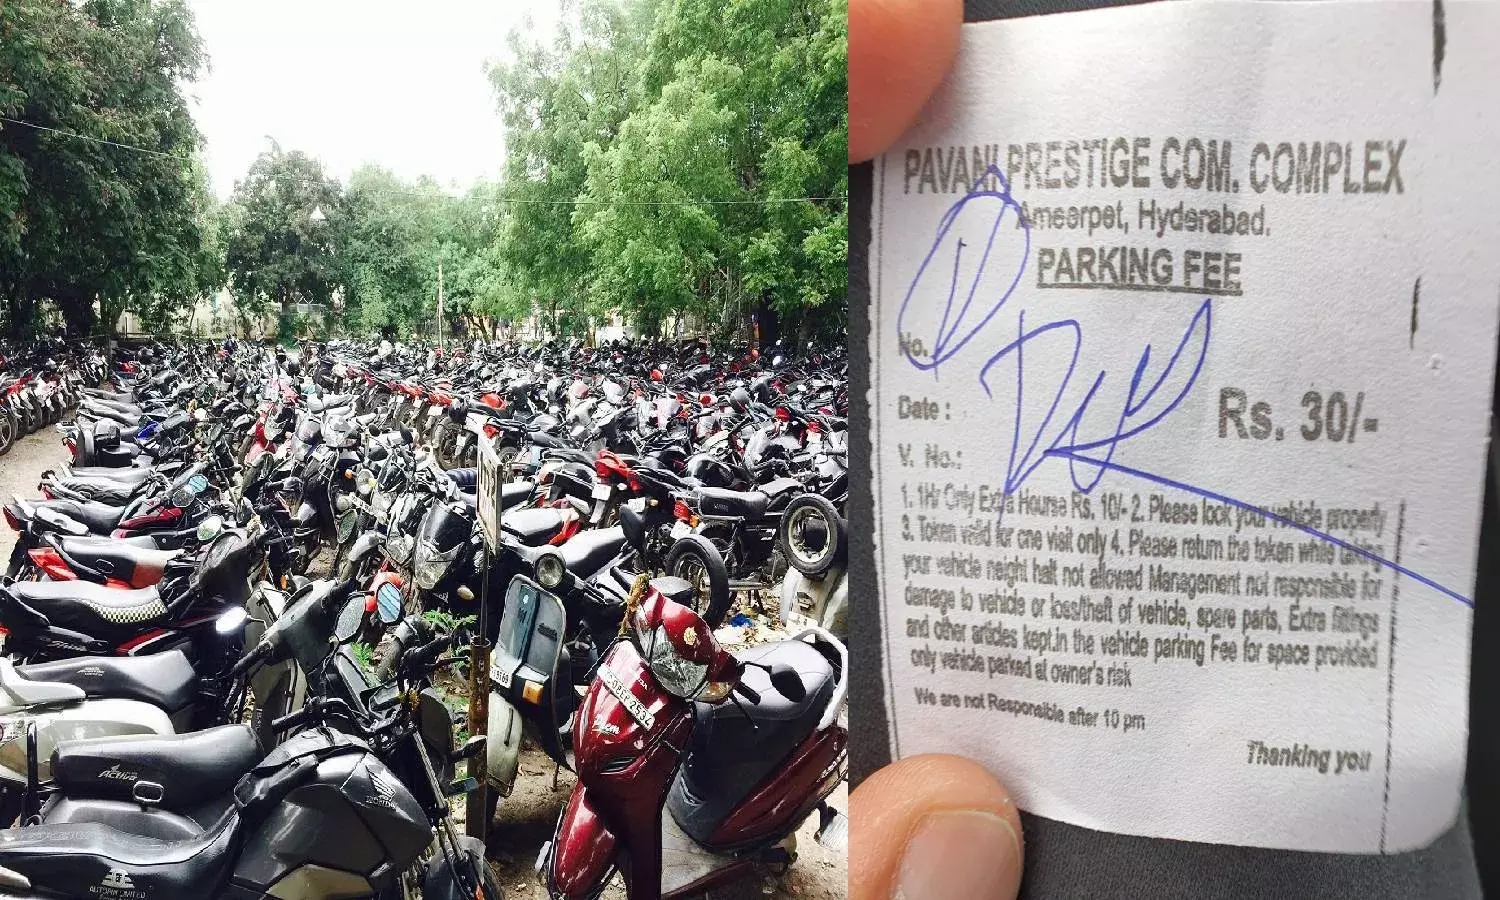 ACTIVA
HONDA
PAVANI PRESTIGE COM. COMPLEX
Ameerpet, Hyderabad.
PARKING FEE
No.
Date :
Rs. 30/-
V. No.:
1. 1Hr Only Extra Hourse Rs. 10/- 2. Please lock your vehicle properly
3. Token valid for one visit only 4. Please return the token while taking
your vehicle neight halt not allowed Management not responsible for
damage to vehicle or loss/theft of vehicle, spare parts, Extra fittings
and other articles kept.in the vehicle parking Fee for space provided
only vehicle parked at owner's risk
We are not Responsible after 10 pm
Thanking you